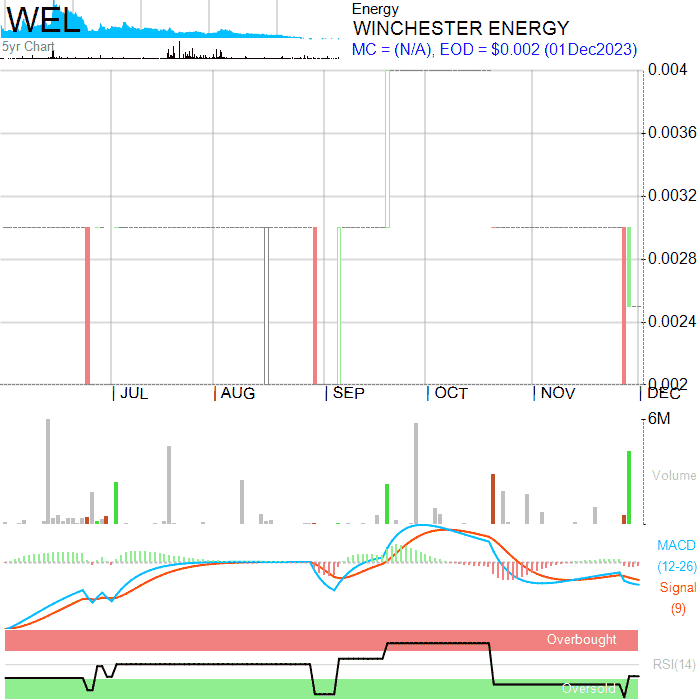 WEL
5yr Chart
Energy
WINCHESTER ENERGY
MC = (N/A), EOD = $0.002 (01Dec2023)
0.004
0.0036
0.0032
0.0028
0.0024
0.002
JUL
AUG
SEP
OCT
NOV
DEC
6M
Volume
MACD
(12-26)
Signal
(9)
Overbought
RSI(14)
Oversold